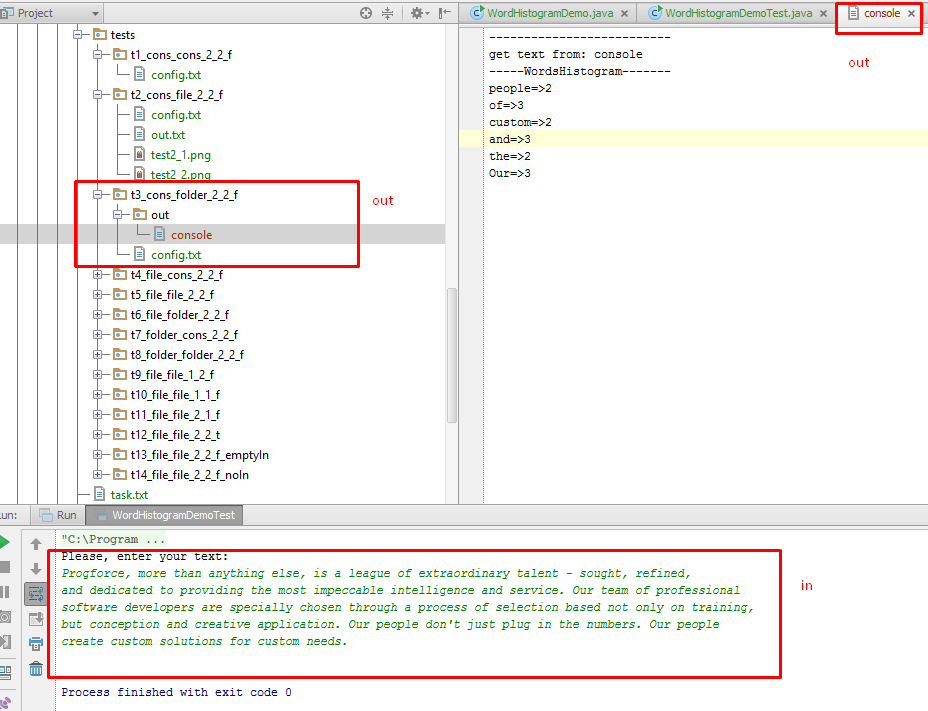 Project
WordHistogramDemo.java
WordHistogramDemoTest.java
console
out
tests
t1_cons_cons_2_2_f
config.txt
t2_cons_file_2_2_f
config.txt
out.txt
test2_1.png
test2_2.png
t3_cons_folder_2_2_f
out
out
console
config.txt
t4_file_cons_2_2_f
t5_file_file_2_2_f
t6_file_folder_2_2_f
t7_folder_cons_2_2_f
t8_folder_folder_2_2_f
t9_file_file_1_2_f
t10_file_file_1_1_f
t11_file_file_2_1_f
t12_file_file_2_2_t
t13_file_file_2_2_f_emptyIn
t14_file_file_2_2_f_noIn
task.txt
--------------------------
get text from: console
-----WordsHistogram-------
people=>2
of=>3
custom=>2
and=>3
the=>2
Our=>3
un:
Run
WordHistogramDemoTest
"C:\Program ...
Please, enter your text:
Progforce, more than anything else, is a league of extraordinary talent - sought, refined,
and dedicated to providing the most impeccable intelligence and service. Our team of professional
software developers are specially chosen through a process of selection based not only on training,
but conception and creative application. Our people don't just plug in the numbers. Our people
create custom solutions for custom needs.
in
Process finished with exit code 0